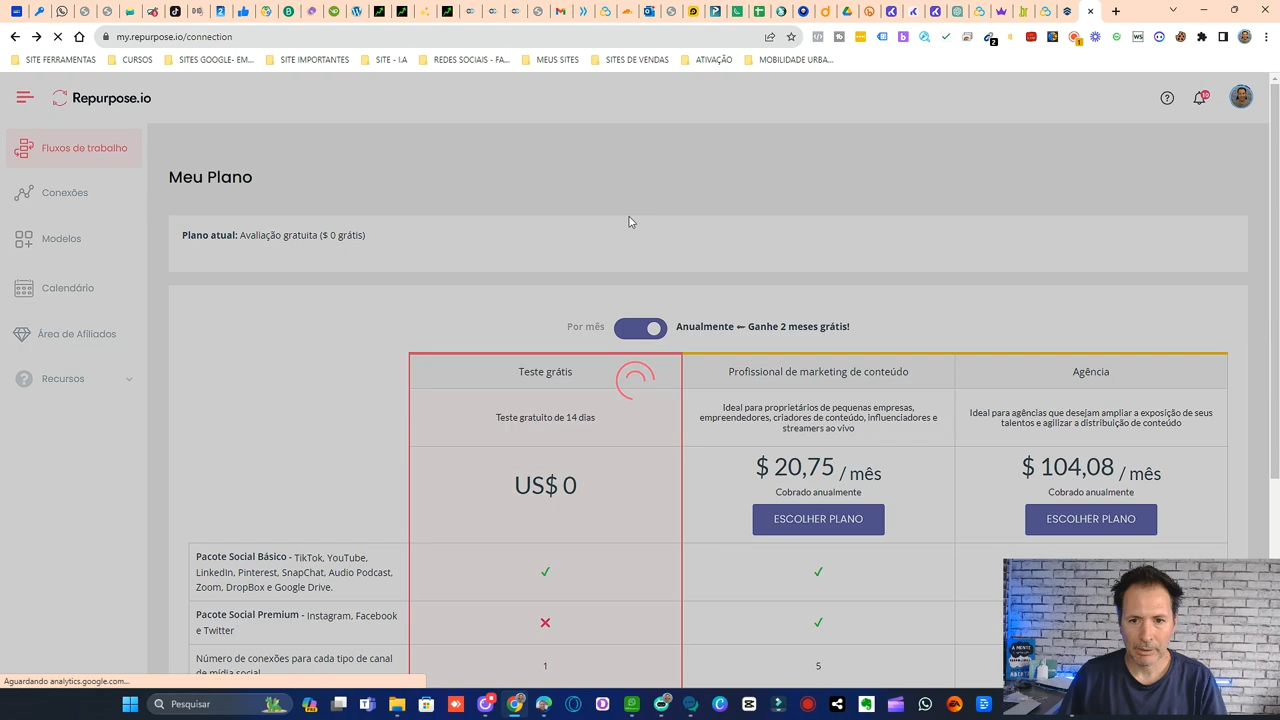 my.repurpose.io/connection
SITE FERRAMENTAS
CURSOS
SITES GOOGLE- EM...
SITE IMPORTANTES
SITE - I.A
REDES SOCIAIS - FA...
MEUS SITES
SITES DE VENDAS
ATIVAÇÃO
MOBILIDADE URBA...
Repurpose.io
Fluxos de trabalho
Conexões
Modelos
Calendário
Área de Afiliados
Recursos
Meu Plano
Plano atual: Avaliação gratuita ($ 0 grátis)
Por mês
Anualmente ⬅ Ganhe 2 meses grátis!
Teste grátis
Profissional de marketing de conteúdo
Agência
Teste gratuito de 14 dias
Ideal para proprietários de pequenas empresas,
empreendedores, criadores de conteúdo, influenciadores e
streamers ao vivo
Ideal para agências que desejam ampliar a exposição de seus
talentos e agilizar a distribuição de conteúdo
US$ 0
$ 20,75 / mês
Cobrado anualmente
ESCOLHER PLANO
$ 104,08 / mês
Cobrado anualmente
ESCOLHER PLANO
Pacote Social Básico - TikTok, YouTube,
LinkedIn, Pinterest, SnapChat, Audio Podcast,
Zoom, DropBox e Google Drive.
Pacote Social Premium - Instagram, Facebook
e Twitter
Número de conexões para cada tipo de canal
de mídia social
1
5
Aguardando analytics.google.com...
Pesquisar